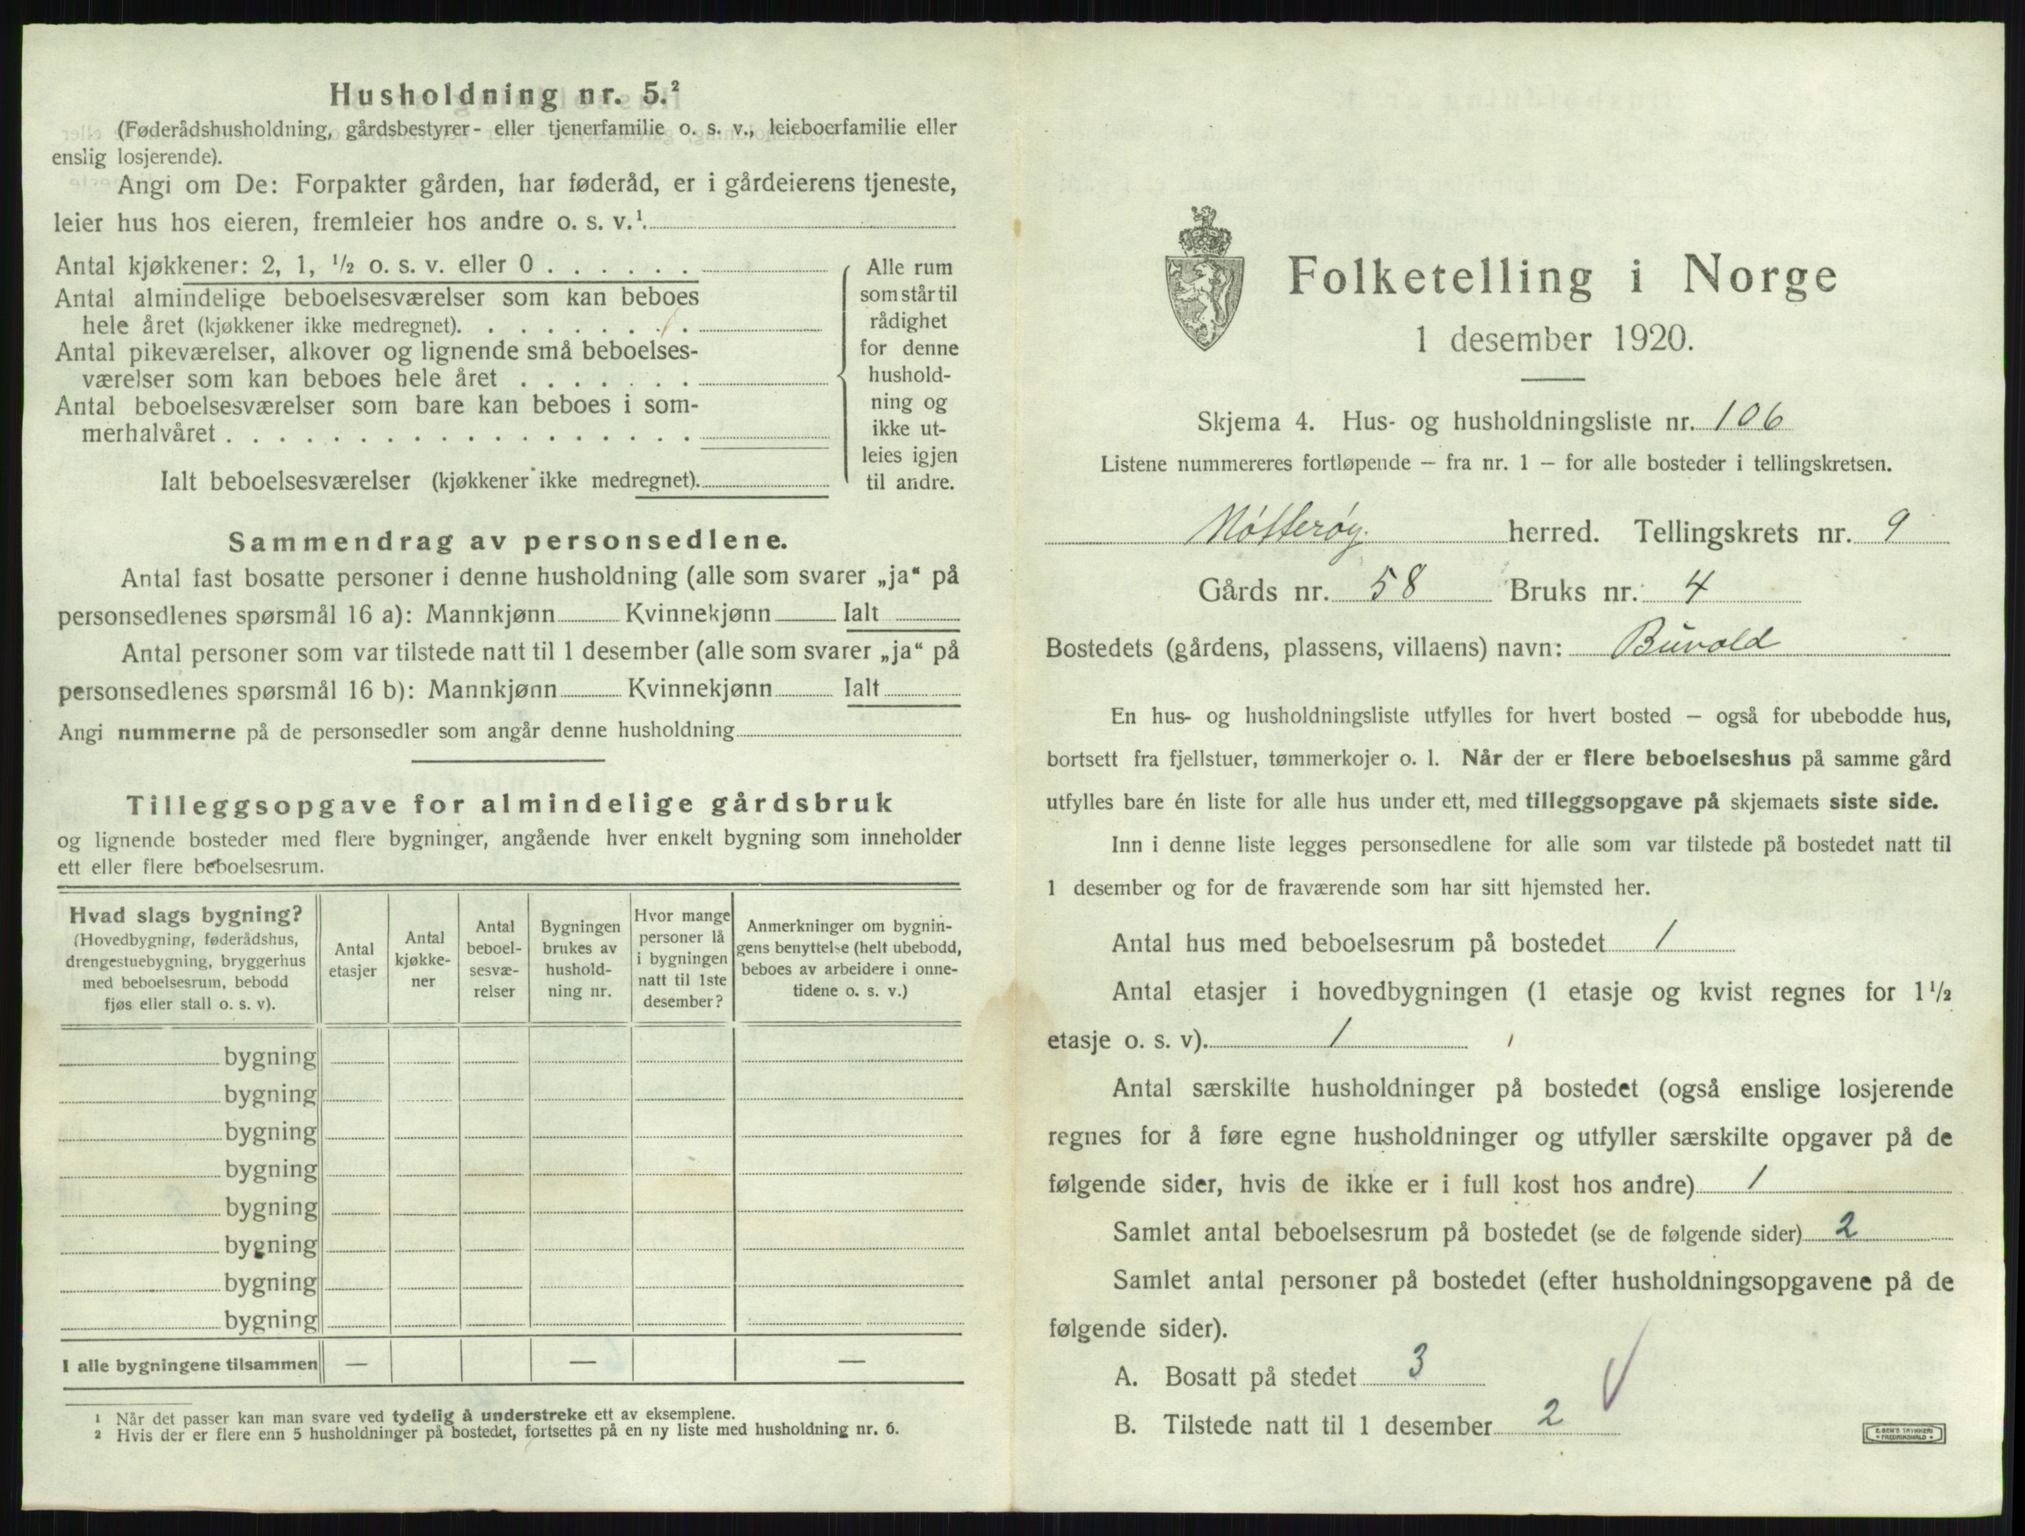 Husholdning nr. 5.²
(Føderådshusholdning, gårdsbestyrer- eller tjenerfamilie o. s. v., leieboerfamilie eller
enslig losjerende).
Angi om De: Forpakter gården, har føderåd, er i gårdeierens tjeneste,
leier hus hos eieren, fremleier hos andre o. s. v.¹.
Antal kjøkkener: 2, 1, ½ o. s. v. eller 0 . . . . . .
Antal almindelige beboelsesværelser som kan beboes
hele året (kjøkkener ikke medregnet). . . . . . . . .
Antal pikeværelser, alkover og lignende små beboelses-
værelser som kan beboes hele året . . . . . . .
Antal beboelsesværelser som bare kan beboes i som-
merhalvåret . . . . . . . . . . . . . . . . . .
Ialt beboelsesværelser (kjøkkener ikke medregnet).
Alle rum
som står til
rådighet
for denne
hushold-
ning og
ikke ut-
leies igjen
til andre.
Sammendrag av personsedlene.
Antal fast bosatte personer i denne husholdning (alle som svarer „ja“ på
personsedlenes spørsmål 16 a): Mannkjønn Kvinnekjønn Ialt
Antal personer som var tilstede natt til 1 desember (alle som svarer „ja“ på
personsedlenes spørsmål 16 b): Mannkjønn Kvinnekjønn Ialt
Angi nummerne på de personsedler som angår denne husholdning
Tilleggsopgave for almindelige gårdsbruk
og lignende bosteder med flere bygninger, angående hver enkelt bygning som inneholder
ett eller flere beboelsesrum.
Hvad slags bygning?
(Hovedbygning, føderådshus,
drengestuebygning, bryggerhus
med beboelsesrum, bebodd
fjøs eller stall o. s. v).
Antal
etasjer
Antal
kjøkke-
ner
Antal
beboel-
sesvæ-
relser
Bygningen
brukes av
hushold-
ning nr.
Hvor mange
personer lå
i bygningen
natt til 1ste
desember?
Anmerkninger om bygnin-
gens benyttelse (helt ubebodd,
beboes av arbeidere i onne-
tidene o. s. v.)
bygning
bygning
bygning
bygning
bygning
bygning
bygning
bygning
I alle bygningene tilsammen — — —
¹ Når det passer kan man svare ved tydelig å understreke ett av eksemplene.
² Hvis der er flere enn 5 husholdninger på bostedet, fortsettes på en ny liste med husholdning nr. 6.
Folketelling i Norge
1 desember 1920.
Skjema 4. Hus- og husholdningsliste nr. 106
Listene nummereres fortløpende – fra nr. 1 – for alle bosteder i tellingskretsen.
Nøtterøy. herred. Tellingskrets nr. 9
Gårds nr. 58 Bruks nr. 4
Bostedets (gårdens, plassens, villaens) navn: Buvold
En hus- og husholdningsliste utfylles for hvert bosted – også for ubebodde hus,
bortsett fra fjellstuer, tømmerkojer o. l. Når der er flere beboelseshus på samme gård
utfylles bare én liste for alle hus under ett, med tilleggsopgave på skjemaets siste side.
Inn i denne liste legges personsedlene for alle som var tilstede på bostedet natt til
1 desember og for de fraværende som har sitt hjemsted her.
Antal hus med beboelsesrum på bostedet 1
Antal etasjer i hovedbygningen (1 etasje og kvist regnes for 1½
etasje o. s. v). 1
Antal særskilte husholdninger på bostedet (også enslige losjerende
regnes for å føre egne husholdninger og utfyller særskilte opgaver på de
følgende sider, hvis de ikke er i full kost hos andre) 1
Samlet antal beboelsesrum på bostedet (se de følgende sider) 2
Samlet antal personer på bostedet (efter husholdningsopgavene på de
følgende sider).
A. Bosatt på stedet 3
B. Tilstede natt til 1 desember 2